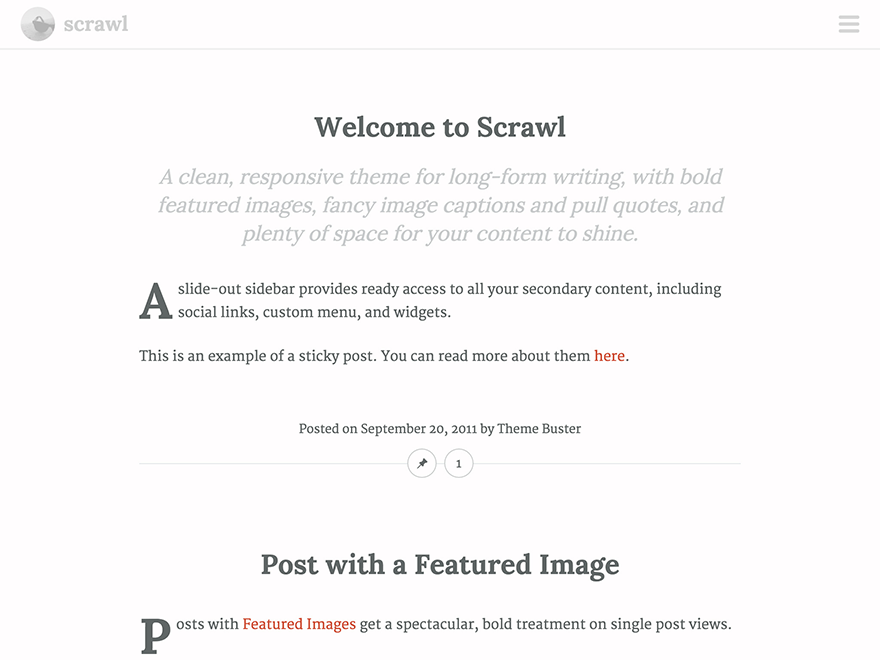 scrawl
Welcome to Scrawl
A clean, responsive theme for long-form writing, with bold
featured images, fancy image captions and pull quotes, and
plenty of space for your content to shine.
A slide-out sidebar provides ready access to all your secondary content, including
social links, custom menu, and widgets.
This is an example of a sticky post. You can read more about them here.
Posted on September 20, 2011 by Theme Buster
1
Post with a Featured Image
Posts with Featured Images get a spectacular, bold treatment on single post views.